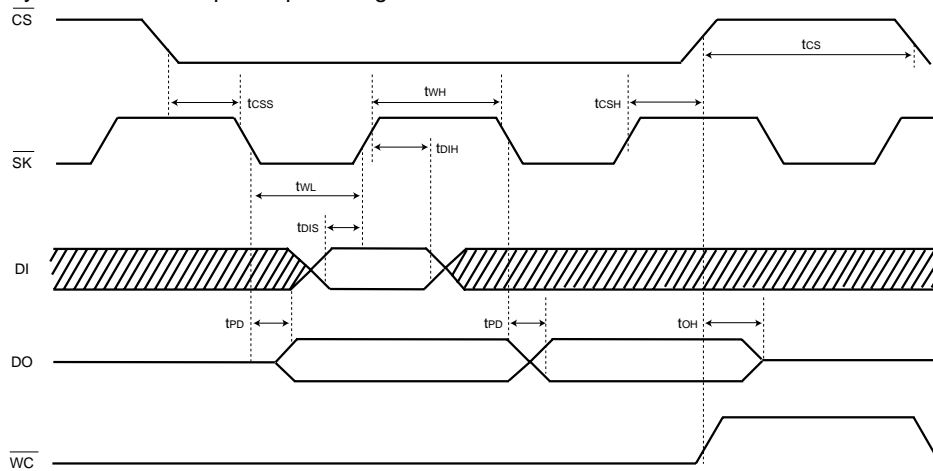 CS
tcs
tcss
tWH
tCSH
SK
tDIH
tWL
tDIS
DI
tPD
tPD
tOH
DO
WC